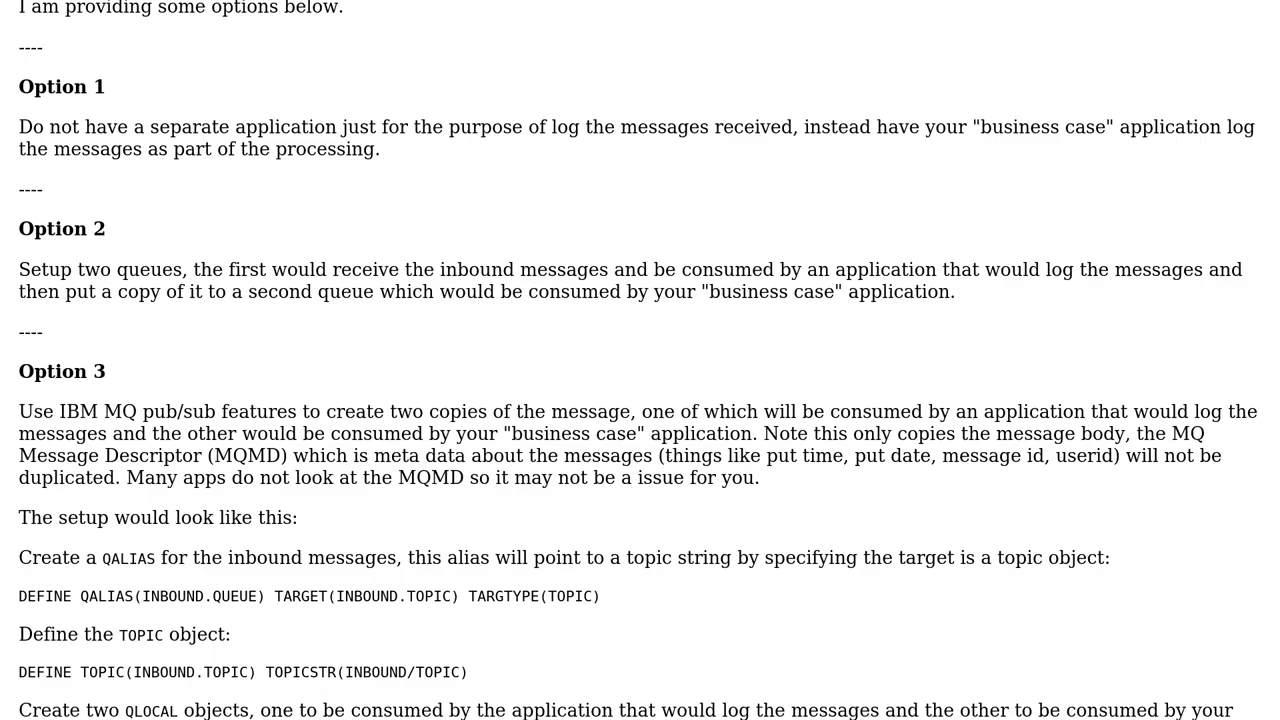 I am providing some options below.
----
Option 1
Do not have a separate application just for the purpose of log the messages received, instead have your "business case" application log
the messages as part of the processing.
----
Option 2
Setup two queues, the first would receive the inbound messages and be consumed by an application that would log the messages and
then put a copy of it to a second queue which would be consumed by your "business case" application.
----
Option 3
Use IBM MQ pub/sub features to create two copies of the message, one of which will be consumed by an application that would log the
messages and the other would be consumed by your "business case" application. Note this only copies the message body, the MQ
Message Descriptor (MQMD) which is meta data about the messages (things like put time, put date, message id, userid) will not be
duplicated. Many apps do not look at the MQMD so it may not be a issue for you.
The setup would look like this:
Create a QALIAS for the inbound messages, this alias will point to a topic string by specifying the target is a topic object:
DEFINE QALIAS(INBOUND.QUEUE) TARGET(INBOUND.TOPIC) TARGTYPE(TOPIC)
Define the TOPIC object:
DEFINE TOPIC(INBOUND.TOPIC) TOPICSTR(INBOUND/TOPIC)
Create two QLOCAL objects, one to be consumed by the application that would log the messages and the other to be consumed by your